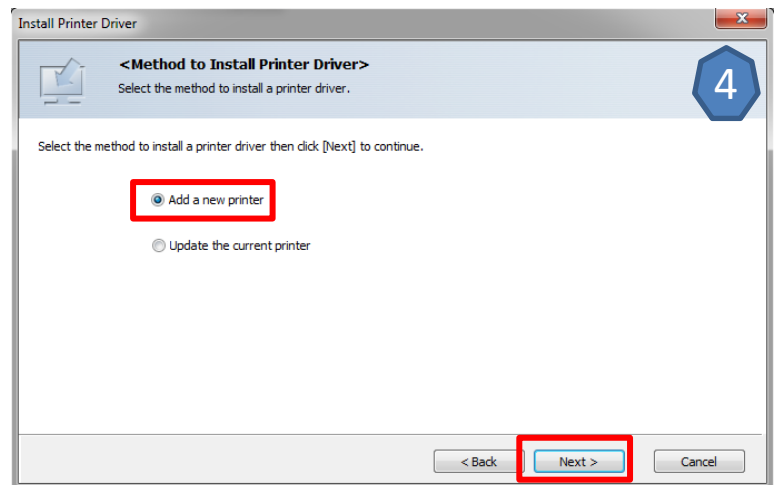 Install Printer Driver
<Method to Install Printer Driver>
Select the method to install a printer driver.
4
Select the method to install a printer driver then click [Next] to continue.
Add a new printer
Update the current printer
< Back
Next >
Cancel